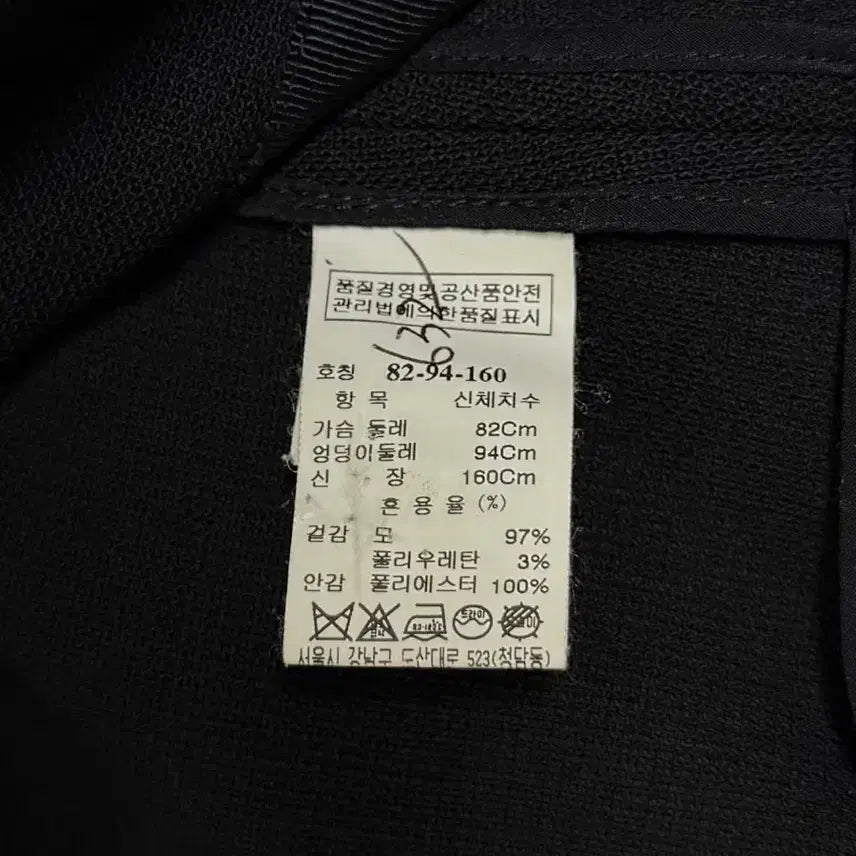 품질경영및공산품안전
관리법에의한품질표시
호칭 82-94-160
항 목 신체치수
가슴 둘레 82Cm
엉덩이둘레 94Cm
신 장 160Cm
혼 용 율 (%)
겉감 모 97%
폴리우레탄 3%
안감 폴리에스터 100%
드라이
서울시 강남구 도산대로 523(청담동)